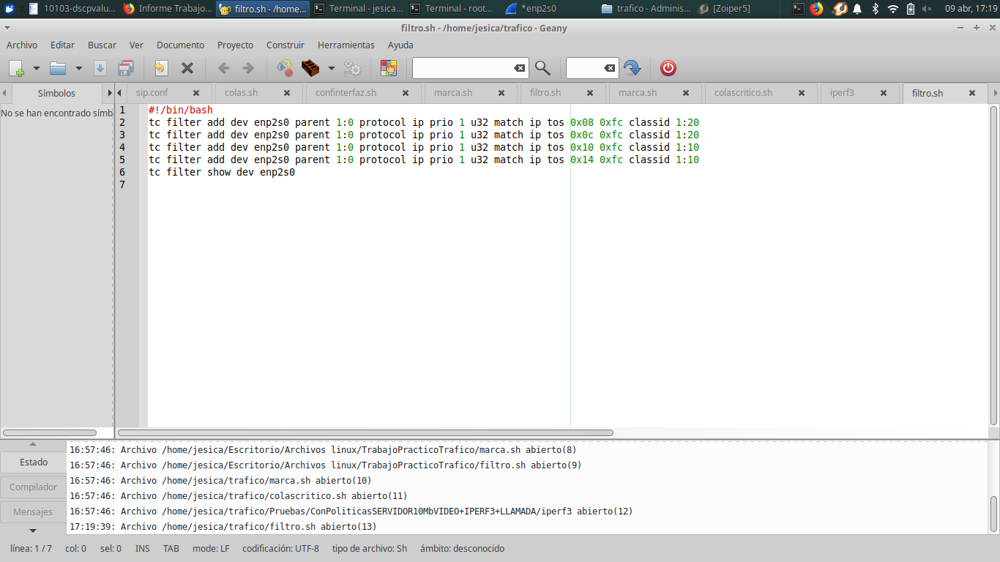 10103-dscpvalu... Informe Trabajo... filtro.sh - /home... Terminal - jesica... Terminal - root... *enp2s0 trafico - Adminis... [Zoiper5] 09 abr, 17:19
filtro.sh - /home/jesica/trafico - Geany
Archivo Editar Buscar Ver Documento Proyecto Construir Herramientas Ayuda
Símbolos sip.conf colas.sh confinterfaz.sh marca.sh filtro.sh marca.sh colascritico.sh iperf3 filtro.sh
No se han encontrado símb
1 #!/bin/bash
2 tc filter add dev enp2s0 parent 1:0 protocol ip prio 1 u32 match ip tos 0x08 0xfc classid 1:20
3 tc filter add dev enp2s0 parent 1:0 protocol ip prio 1 u32 match ip tos 0x0c 0xfc classid 1:20
4 tc filter add dev enp2s0 parent 1:0 protocol ip prio 1 u32 match ip tos 0x10 0xfc classid 1:10
5 tc filter add dev enp2s0 parent 1:0 protocol ip prio 1 u32 match ip tos 0x14 0xfc classid 1:10
6 tc filter show dev enp2s0
7
Estado
Compilador
Mensajes
16:57:46: Archivo /home/jesica/Escritorio/Archivos linux/TrabajoPracticoTrafico/marca.sh abierto(8)
16:57:46: Archivo /home/jesica/Escritorio/Archivos linux/TrabajoPracticoTrafico/filtro.sh abierto(9)
16:57:46: Archivo /home/jesica/trafico/marca.sh abierto(10)
16:57:46: Archivo /home/jesica/trafico/colascritico.sh abierto(11)
16:57:46: Archivo /home/jesica/trafico/Pruebas/ConPoliticasSERVIDOR10MbVIDEO+IPERF3+LLAMADA/iperf3 abierto(12)
17:19:39: Archivo /home/jesica/trafico/filtro.sh abierto(13)
línea: 1 / 7 col: 0 sel: 0 INS TAB mode: LF codificación: UTF-8 tipo de archivo: Sh ámbito: desconocido